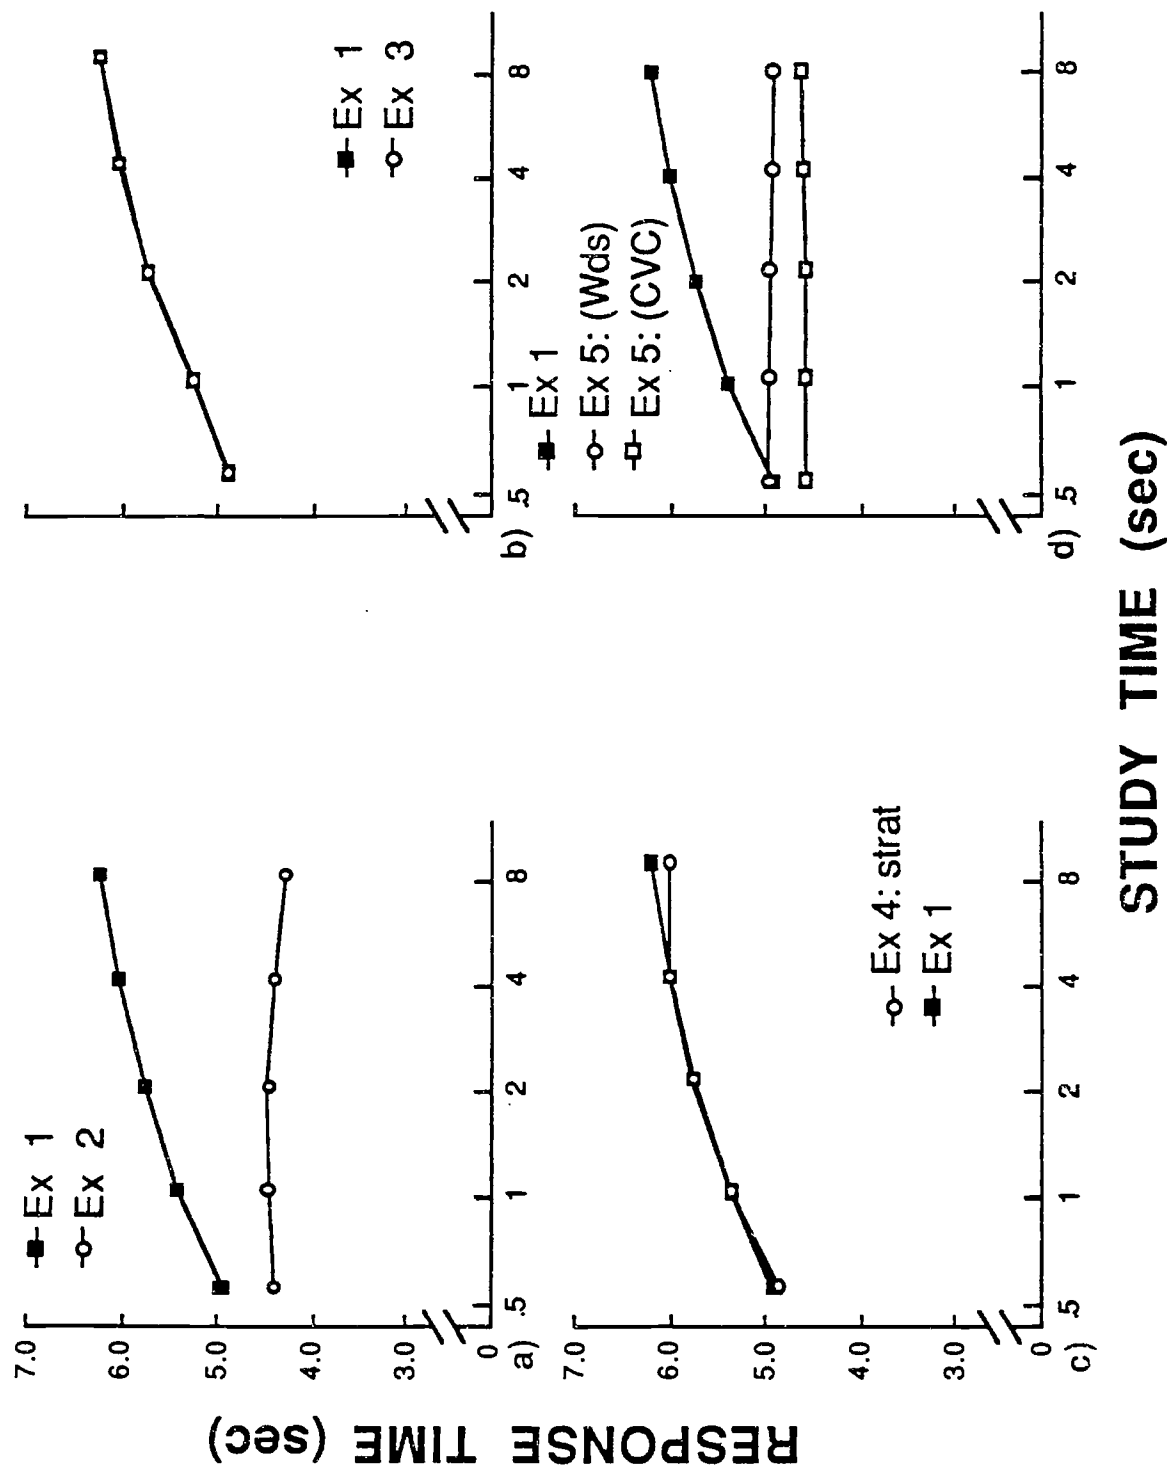 Ex 1
Ex 2
7.0
6.0
5.0
4.0
3.0
0
a)
.5
1
2
4
8
Ex 1
Ex 3
b)
.5
1
2
4
8
Ex 4: strat
Ex 1
7.0
6.0
5.0
4.0
3.0
0
c)
.5
1
2
4
8
Ex 1
Ex 5: (Wds)
Ex 5: (CVC)
d)
.5
1
2
4
8
RESPONSE TIME (sec)
STUDY TIME (sec)